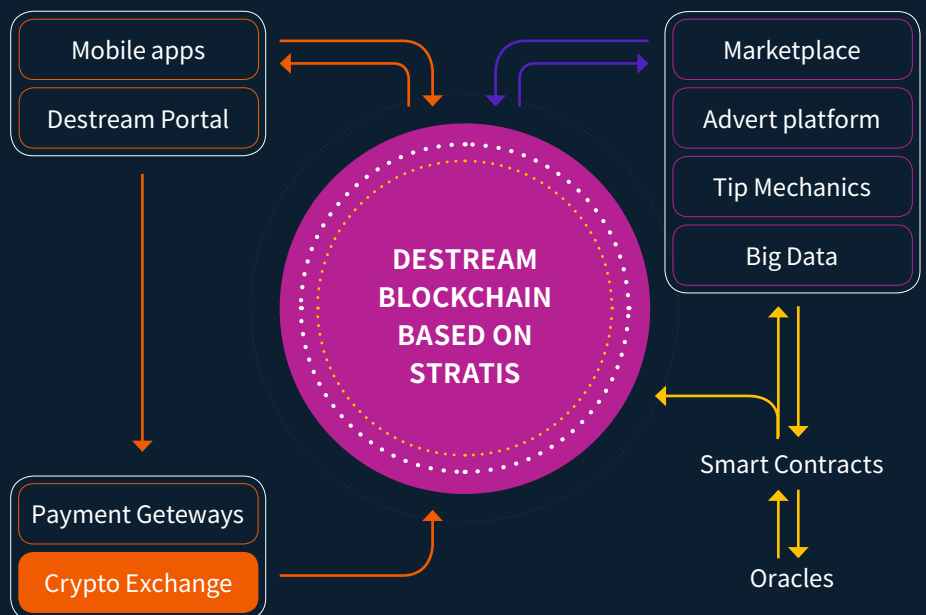 Mobile apps
Destream Portal
Marketplace
Advert platform
Tip Mechanics
Big Data
DESTREAM
BLOCKCHAIN
BASED ON
STRATIS
Smart Contracts
Oracles
Payment Geteways
Crypto Exchange